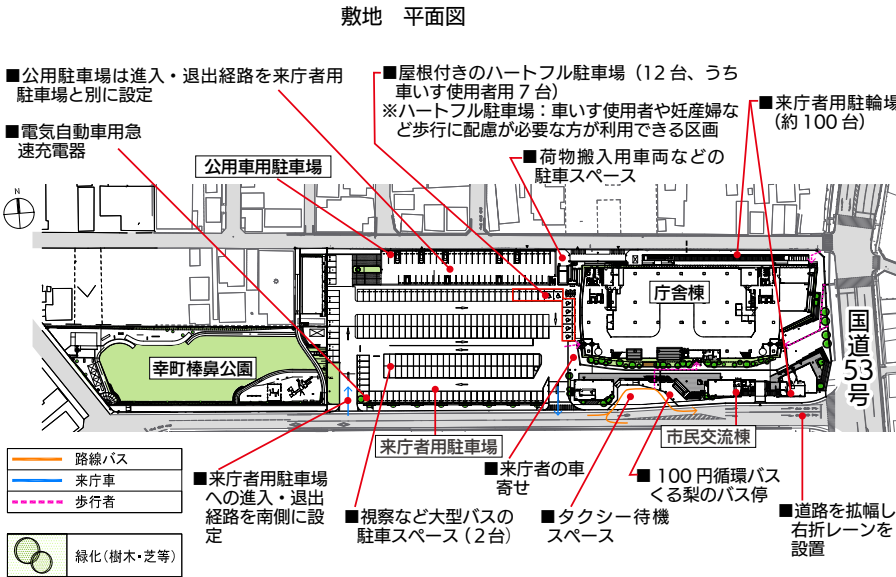 敷地　平面図
■公用駐車場は進入・退出経路を来庁者用
駐車場と別に設定
■電気自動車用急
速充電器
公用車用駐車場
■屋根付きのハートフル駐車場（12 台、うち
車いす使用者用 7 台）
※ハートフル駐車場：車いす使用者や妊産婦な
ど歩行に配慮が必要な方が利用できる区画
■荷物搬入用車両などの
駐車スペース
■来庁者用駐輪場
（約 100 台）
N
庁舎棟
国道53号
幸町棒鼻公園
来庁者用駐車場
市民交流棟
路線バス
来庁車
歩行者
緑化（樹木・芝等）
■来庁者用駐車場
への進入・退出
経路を南側に設
定
■視察など大型バスの
駐車スペース（２台）
■来庁者の車
寄せ
■タクシー待機
スペース
■ 100 円循環バス
くる梨のバス停
■道路を拡幅し
右折レーンを
設置